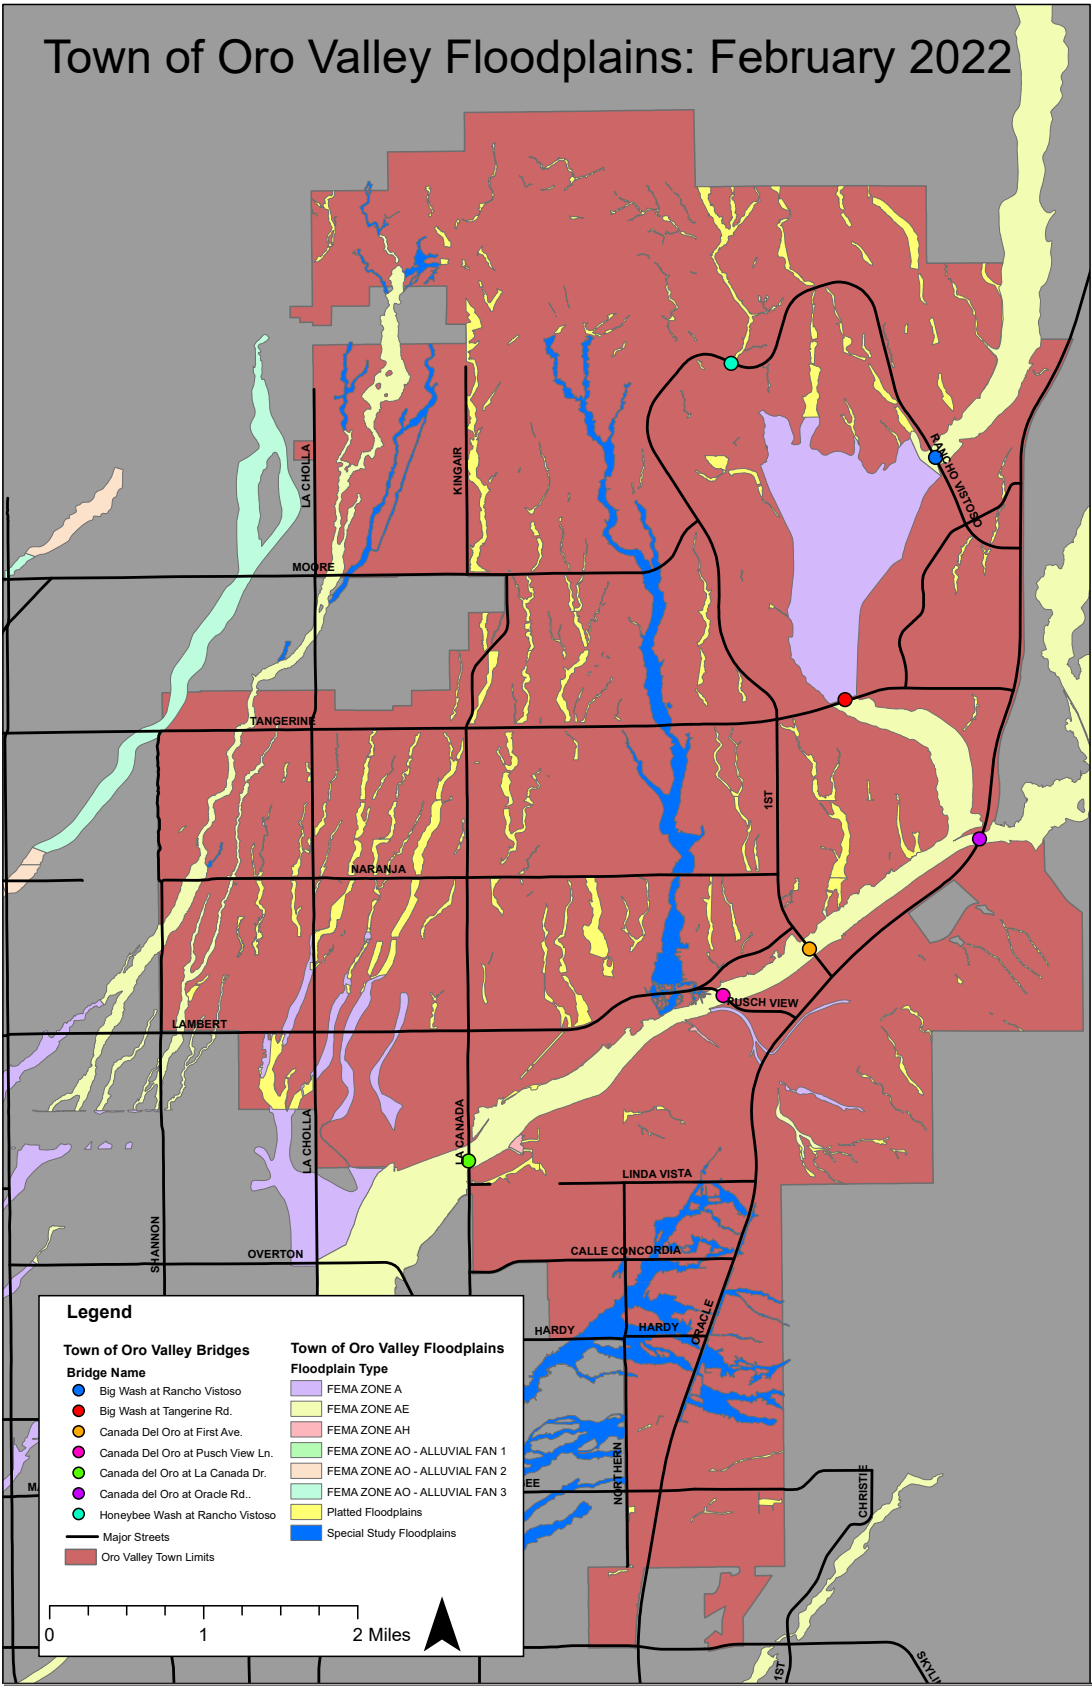 Town of Oro Valley Floodplains: February 2022
RANCHO VISTOSO
LA CHOLLA
KINGAIR
MOORE
TANGERINE
1ST
NARANJA
PUSCH VIEW
LAMBERT
LA CHOLLA
LA CANADA
LINDA VISTA
SHANNON
OVERTON
CALLE CONCORDIA
HARDY
HARDY
ORACLE
NORTHERN
EE
CHRISTIE
1ST
SKYLI
M
Legend
Town of Oro Valley Bridges
Bridge Name
Big Wash at Rancho Vistoso
Big Wash at Tangerine Rd.
Canada Del Oro at First Ave.
Canada Del Oro at Pusch View Ln.
Canada del Oro at La Canada Dr.
Canada del Oro at Oracle Rd..
Honeybee Wash at Rancho Vistoso
Major Streets
Oro Valley Town Limits
Town of Oro Valley Floodplains
Floodplain Type
FEMA ZONE A
FEMA ZONE AE
FEMA ZONE AH
FEMA ZONE AO - ALLUVIAL FAN 1
FEMA ZONE AO - ALLUVIAL FAN 2
FEMA ZONE AO - ALLUVIAL FAN 3
Platted Floodplains
Special Study Floodplains
0 1 2 Miles